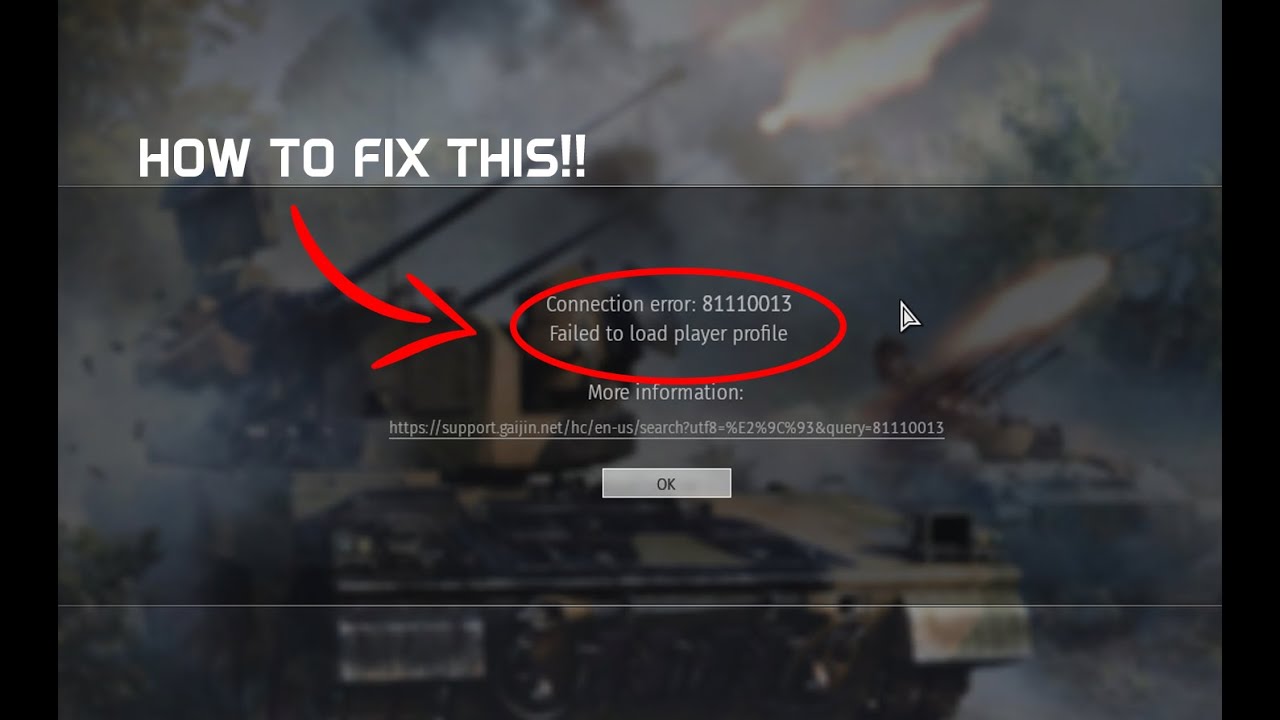 HOW TO FIX THIS!!
Connection error: 81110013
Failed to load player profile
More information:
https://support.gaijin.net/hc/en-us/search?utf8=%E2%9C%93&query=81110013
OK